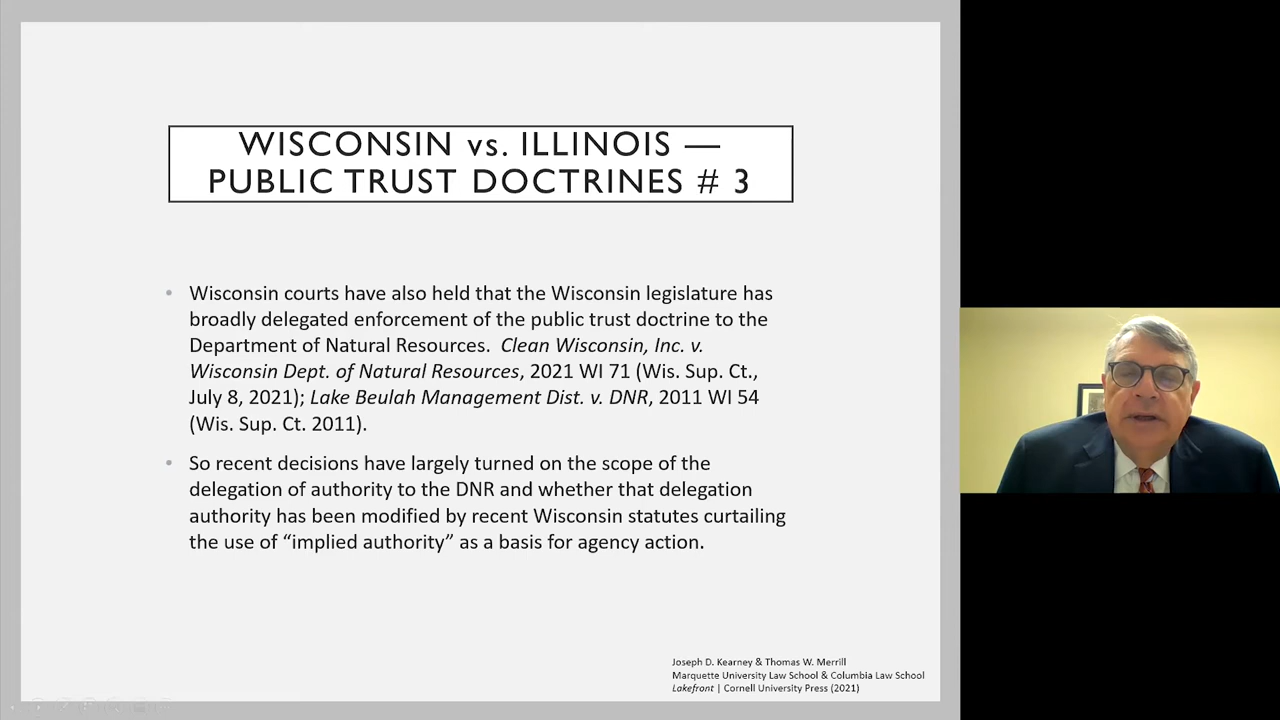 WISCONSIN vs. ILLINOIS —
PUBLIC TRUST DOCTRINES # 3
• Wisconsin courts have also held that the Wisconsin legislature has
broadly delegated enforcement of the public trust doctrine to the
Department of Natural Resources.  Clean Wisconsin, Inc. v.
Wisconsin Dept. of Natural Resources, 2021 WI 71 (Wis. Sup. Ct.,
July 8, 2021); Lake Beulah Management Dist. v. DNR, 2011 WI 54
(Wis. Sup. Ct. 2011).
• So recent decisions have largely turned on the scope of the
delegation of authority to the DNR and whether that delegation
authority has been modified by recent Wisconsin statutes curtailing
the use of “implied authority” as a basis for agency action.
Joseph D. Kearney & Thomas W. Merrill
Marquette University Law School & Columbia Law School
Lakefront | Cornell University Press (2021)